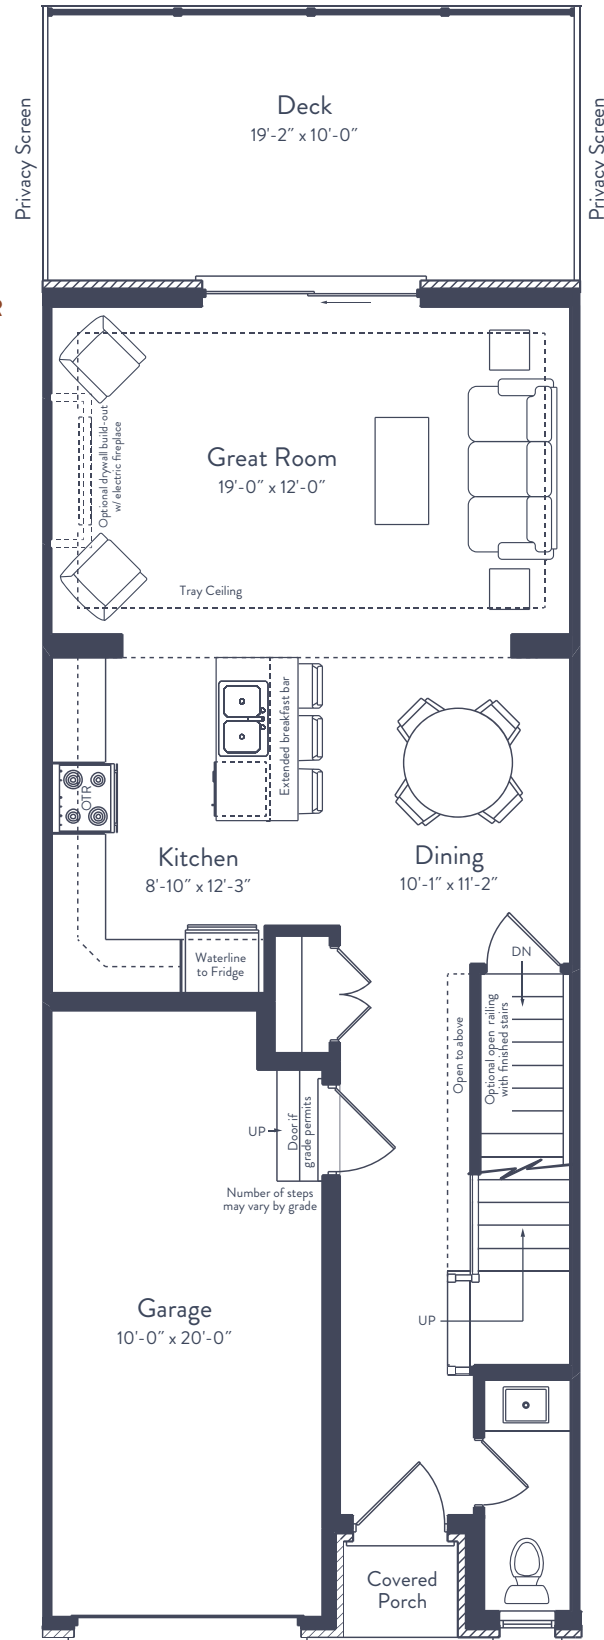 Deck
19'-2" x 10'-0"
Privacy Screen
Privacy Screen
R
Great Room
19'-0" x 12'-0"
Optional drywall build-out
w/ electric fireplace
Tray Ceiling
Extended breakfast bar
OTR
Kitchen
8'-10" x 12'-3"
Dining
10'-1" x 11'-2"
Waterline
to Fridge
DN
Optional open railing
with finished stairs
Open to above
UP
Door if
grade permits
Number of steps
may vary by grade
Garage
10'-0" x 20'-0"
UP
Covered
Porch